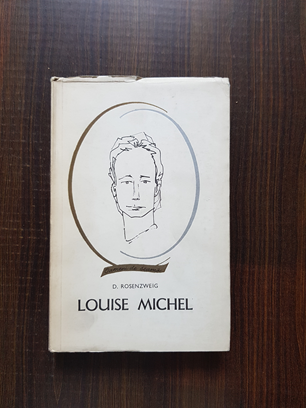 D. ROSENZWEIG
LOUISE MICHEL